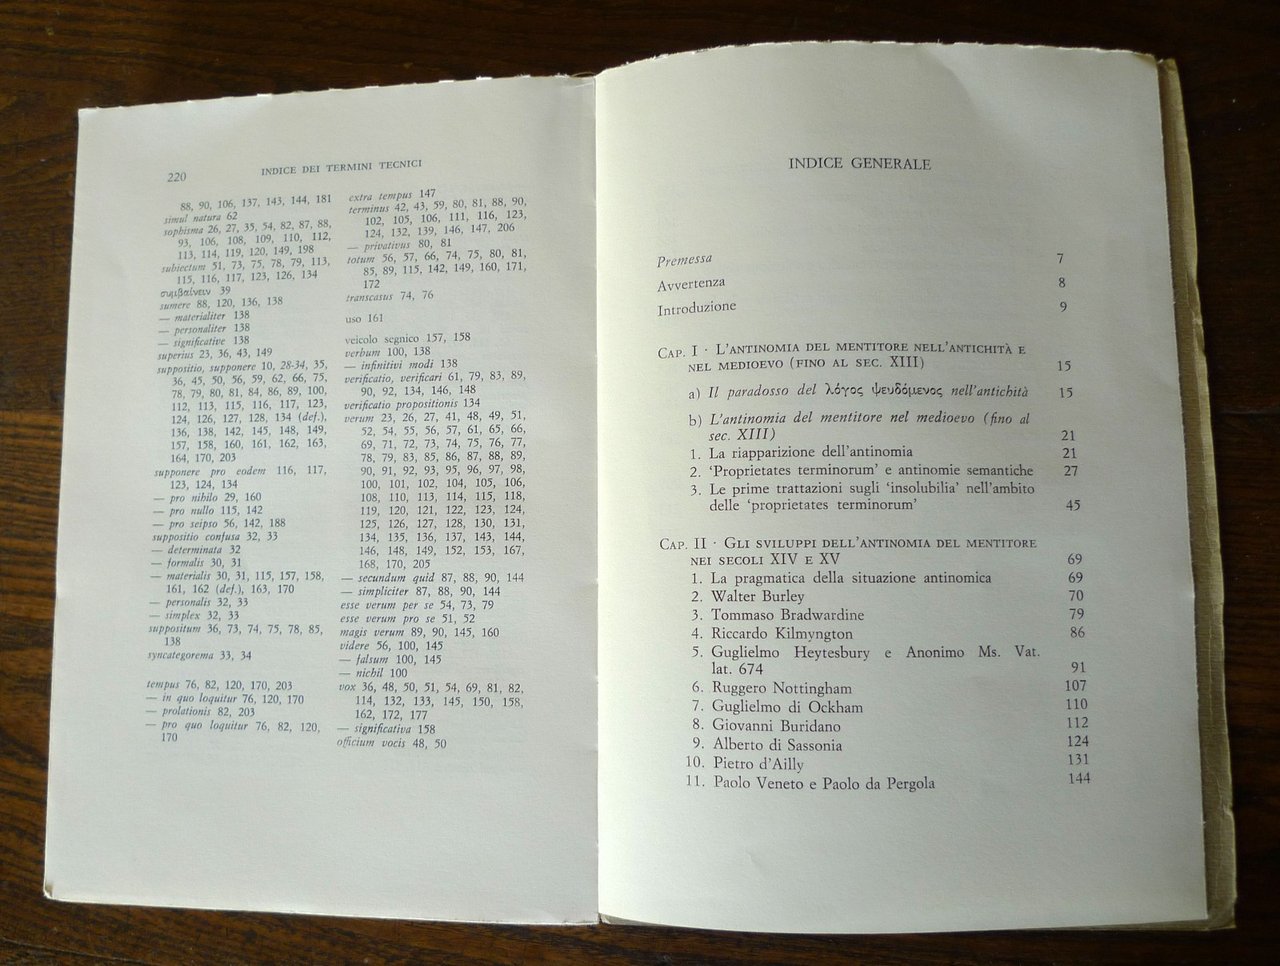 220
INDICE DEI TERMINI TECNICI
88, 90, 106, 137, 143, 144, 181
simul natura 62
sophisma 26, 27, 35, 54, 82, 87, 88,
93, 106, 108, 109, 110, 112,
113, 114, 119, 120, 149, 198
subiectum 51, 73, 75, 78, 79, 113,
115, 116, 117, 123, 126, 134
συμβαίνειν 39
sumere 88, 120, 136, 138
— materialiter 138
— personaliter 138
— significative 138
superius 23, 36, 43, 149
suppositio, supponere 10, 28-34, 35,
36, 45, 50, 56, 59, 62, 66, 75,
78, 79, 80, 81, 84, 86, 89, 100,
112, 113, 115, 116, 117, 123,
124, 126, 127, 128, 134 (def.),
136, 138, 142, 145, 148, 149,
157, 158, 160, 161, 162, 163,
164, 170, 203
supponere pro eodem 116, 117,
123, 124, 134
— pro nihilo 29, 160
— pro nullo 115, 142
— pro seipso 56, 142, 188
suppositio confusa 32, 33
— determinata 32
— formalis 30, 31
— materialis 30, 31, 115, 157, 158,
161, 162 (def.), 163, 170
— personalis 32, 33
— simplex 32, 33
suppositum 36, 73, 74, 75, 78, 85,
138
syncategorema 33, 34
tempus 76, 82, 120, 170, 203
— in quo loquitur 76, 120, 170
— prolationis 82, 203
— pro quo loquitur 76, 82, 120,
170
extra tempus 147
terminus 42, 43, 59, 80, 81, 88, 90,
102, 105, 106, 111, 116, 123,
124, 132, 139, 146, 147, 206
— privativus 80, 81
totum 56, 57, 66, 74, 75, 80, 81,
85, 89, 115, 142, 149, 160, 171,
172
transcasus 74, 76
uso 161
veicolo segnico 157, 158
verbum 100, 138
— infinitivi modi 138
verificatio, verificari 61, 79, 83, 89,
90, 92, 134, 146, 148
verificatio propositionis 134
verum 23, 26, 27, 41, 48, 49, 51,
52, 54, 55, 56, 57, 61, 65, 66,
69, 71, 72, 73, 74, 75, 76, 77,
78, 79, 83, 85, 86, 87, 88, 89,
90, 91, 92, 93, 95, 96, 97, 98,
100, 101, 102, 104, 105, 106,
108, 110, 113, 114, 115, 118,
119, 120, 121, 122, 123, 124,
125, 126, 127, 128, 130, 131,
134, 135, 136, 137, 143, 144,
146, 148, 149, 152, 153, 167,
168, 170, 205
— secundum quid 87, 88, 90, 144
— simpliciter 87, 88, 90, 144
esse verum per se 54, 73, 79
esse verum pro se 51, 52
magis verum 89, 90, 145, 160
videre 56, 100, 145
— falsum 100, 145
— nichil 100
vox 36, 48, 50, 51, 54, 69, 81, 82,
114, 132, 133, 145, 150, 158,
162, 172, 177
— significativa 158
officium vocis 48, 50
INDICE GENERALE
Premessa 7
Avvertenza 8
Introduzione 9
CAP. I · L'ANTINOMIA DEL MENTITORE NELL'ANTICHITÀ E
NEL MEDIOEVO (FINO AL SEC. XIII) 15
a) Il paradosso del λόγος ψευδόμενος nell'antichità 15
b) L'antinomia del mentitore nel medioevo (fino al
sec. XIII) 21
1. La riapparizione dell'antinomia 21
2. 'Proprietates terminorum' e antinomie semantiche 27
3. Le prime trattazioni sugli 'insolubilia' nell'ambito
delle 'proprietates terminorum' 45
CAP. II · GLI SVILUPPI DELL'ANTINOMIA DEL MENTITORE
NEI SECOLI XIV E XV 69
1. La pragmatica della situazione antinomica 69
2. Walter Burley 70
3. Tommaso Bradwardine 79
4. Riccardo Kilmyngton 86
5. Guglielmo Heytesbury e Anonimo Ms. Vat.
lat. 674 91
6. Ruggero Nottingham 107
7. Guglielmo di Ockham 110
8. Giovanni Buridano 112
9. Alberto di Sassonia 124
10. Pietro d'Ailly 131
11. Paolo Veneto e Paolo da Pergola 144